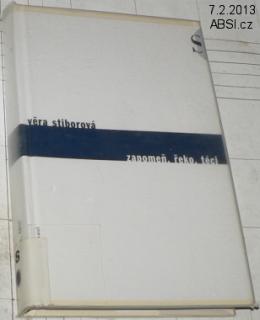 7.2.2013
ABSI.cz
věra stiborová
zapomeň, řeko, téci